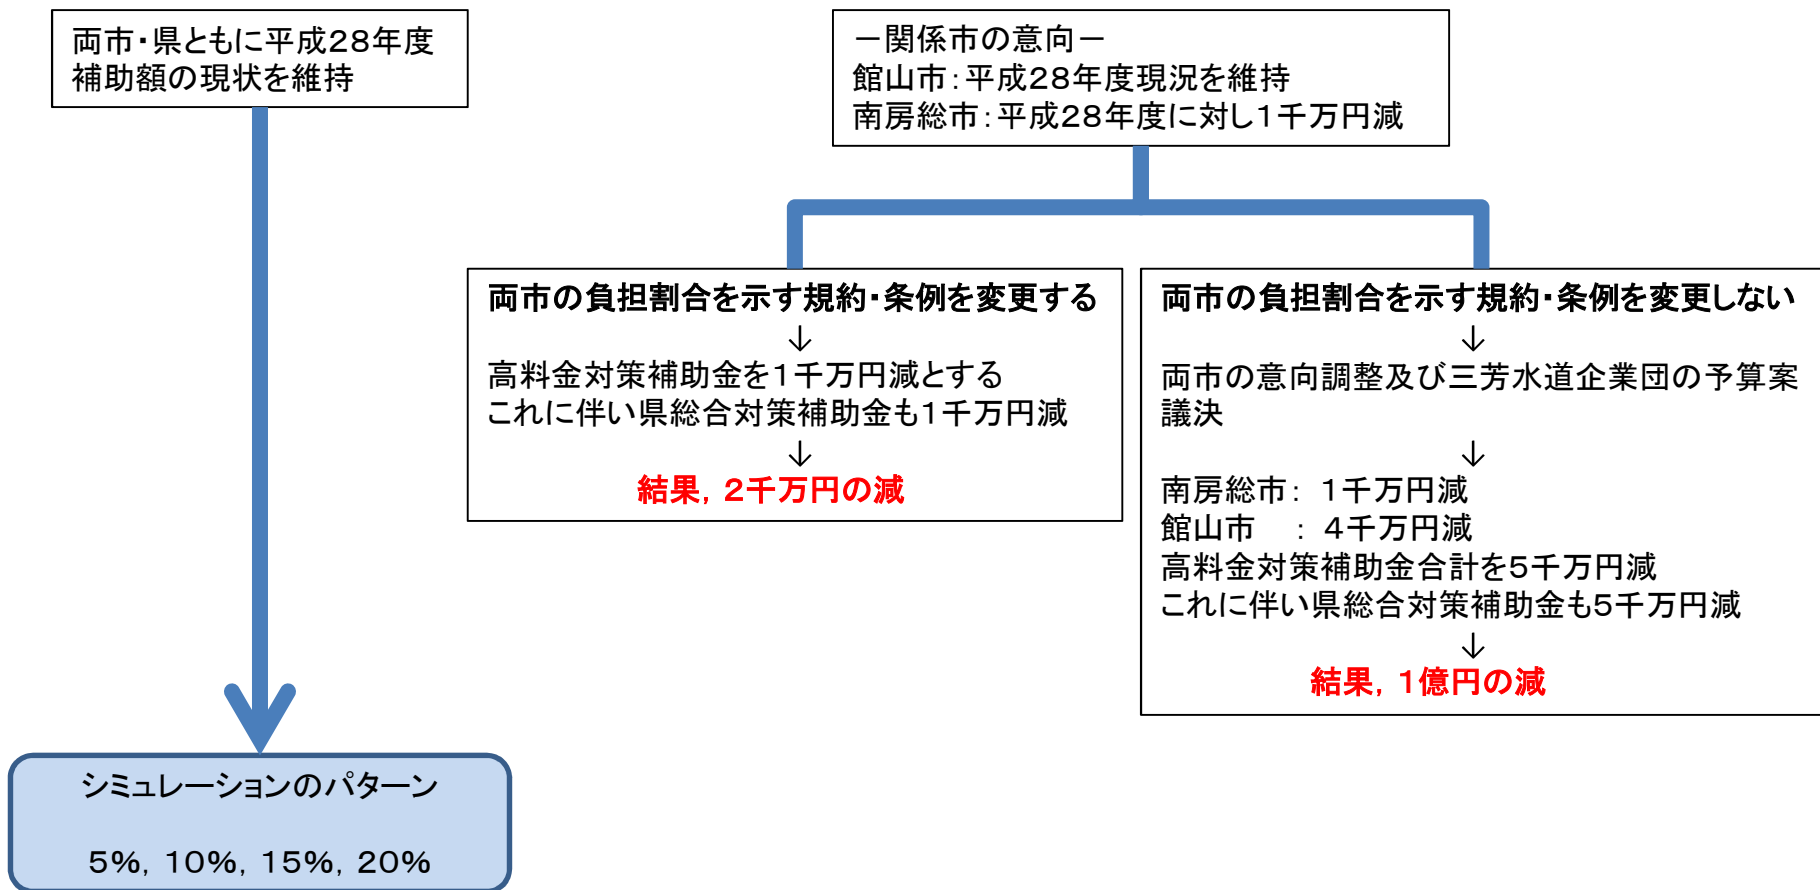 両市・県ともに平成28年度
補助額の現状を維持
－関係市の意向－
館山市：平成28年度現況を維持
南房総市：平成28年度に対し1千万円減
両市の負担割合を示す規約・条例を変更する
↓
高料金対策補助金を1千万円減とする
これに伴い県総合対策補助金も1千万円減
↓
結果，2千万円の減
両市の負担割合を示す規約・条例を変更しない
↓
両市の意向調整及び三芳水道企業団の予算案
議決
↓
南房総市： 1千万円減
館山市　： 4千万円減
高料金対策補助金合計を5千万円減
これに伴い県総合対策補助金も5千万円減
↓
結果，1億円の減
シミュレーションのパターン
5%，10%，15%，20%